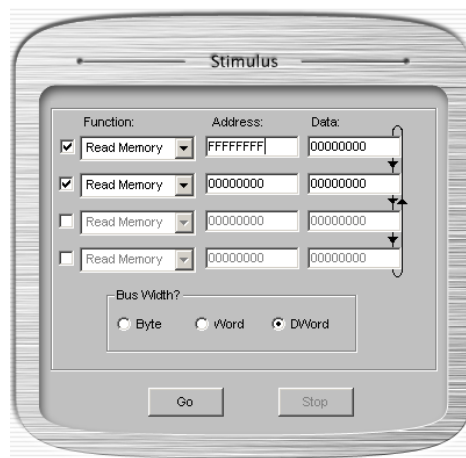 Stimulus
Function: Address: Data:
Read Memory FFFFFFFF 00000000
Read Memory 00000000 00000000
Read Memory 00000000 00000000
Read Memory 00000000 00000000
Bus Width?
Byte Word DWord
Go Stop